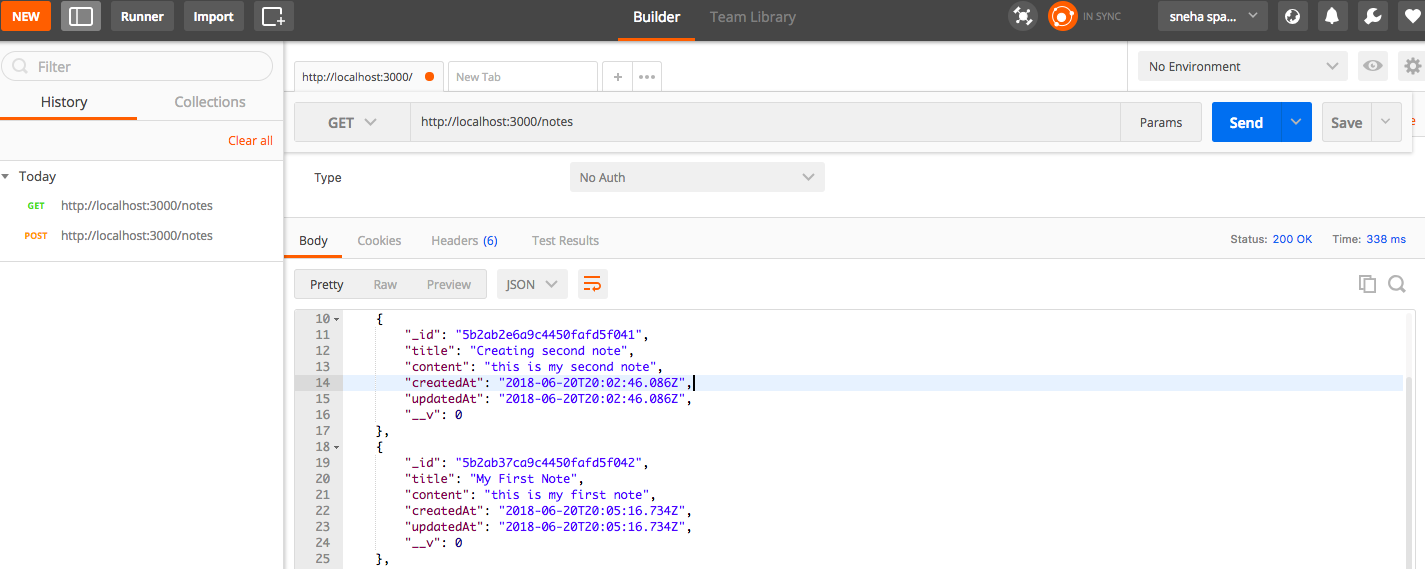 NEW Runner Import Builder Team Library IN SYNC sneha spa...
Filter
History Collections
Clear all
Today
GET http://localhost:3000/notes
POST http://localhost:3000/notes
http://localhost:3000/ New Tab + ••• No Environment
GET http://localhost:3000/notes Params Send Save
Type No Auth
Body Cookies Headers (6) Test Results Status: 200 OK Time: 338 ms
Pretty Raw Preview JSON
10 {
11 "_id": "5b2ab2e6a9c4450fafd5f041",
12 "title": "Creating second note",
13 "content": "this is my second note",
14 "createdAt": "2018-06-20T20:02:46.086Z",
15 "updatedAt": "2018-06-20T20:02:46.086Z",
16 "__v": 0
17 },
18 {
19 "_id": "5b2ab37ca9c4450fafd5f042",
20 "title": "My First Note",
21 "content": "this is my first note",
22 "createdAt": "2018-06-20T20:05:16.734Z",
23 "updatedAt": "2018-06-20T20:05:16.734Z",
24 "__v": 0
25 },